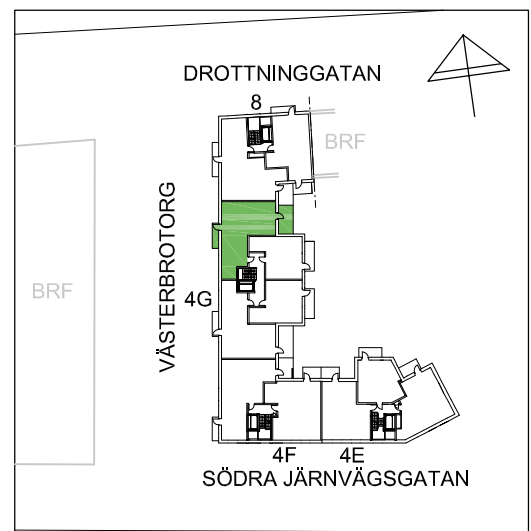 DROTTNINGGATAN
8
BRF
VÄSTERBROTORG
BRF
4G
4F 4E
SÖDRA JÄRNVÄGSGATAN